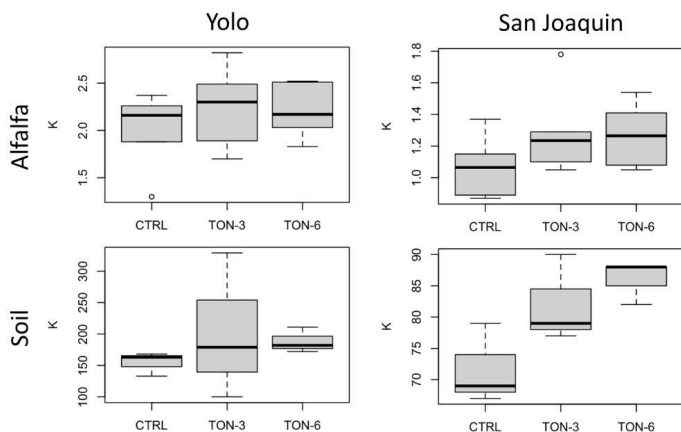 Yolo
San Joaquin
Alfalfa
K
2.5
2.0
1.5
CTRL
TON-3
TON-6
K
1.8
1.6
1.4
1.2
1.0
CTRL
TON-3
TON-6
Soil
K
300
250
200
150
100
CTRL
TON-3
TON-6
K
90
85
80
75
70
CTRL
TON-3
TON-6